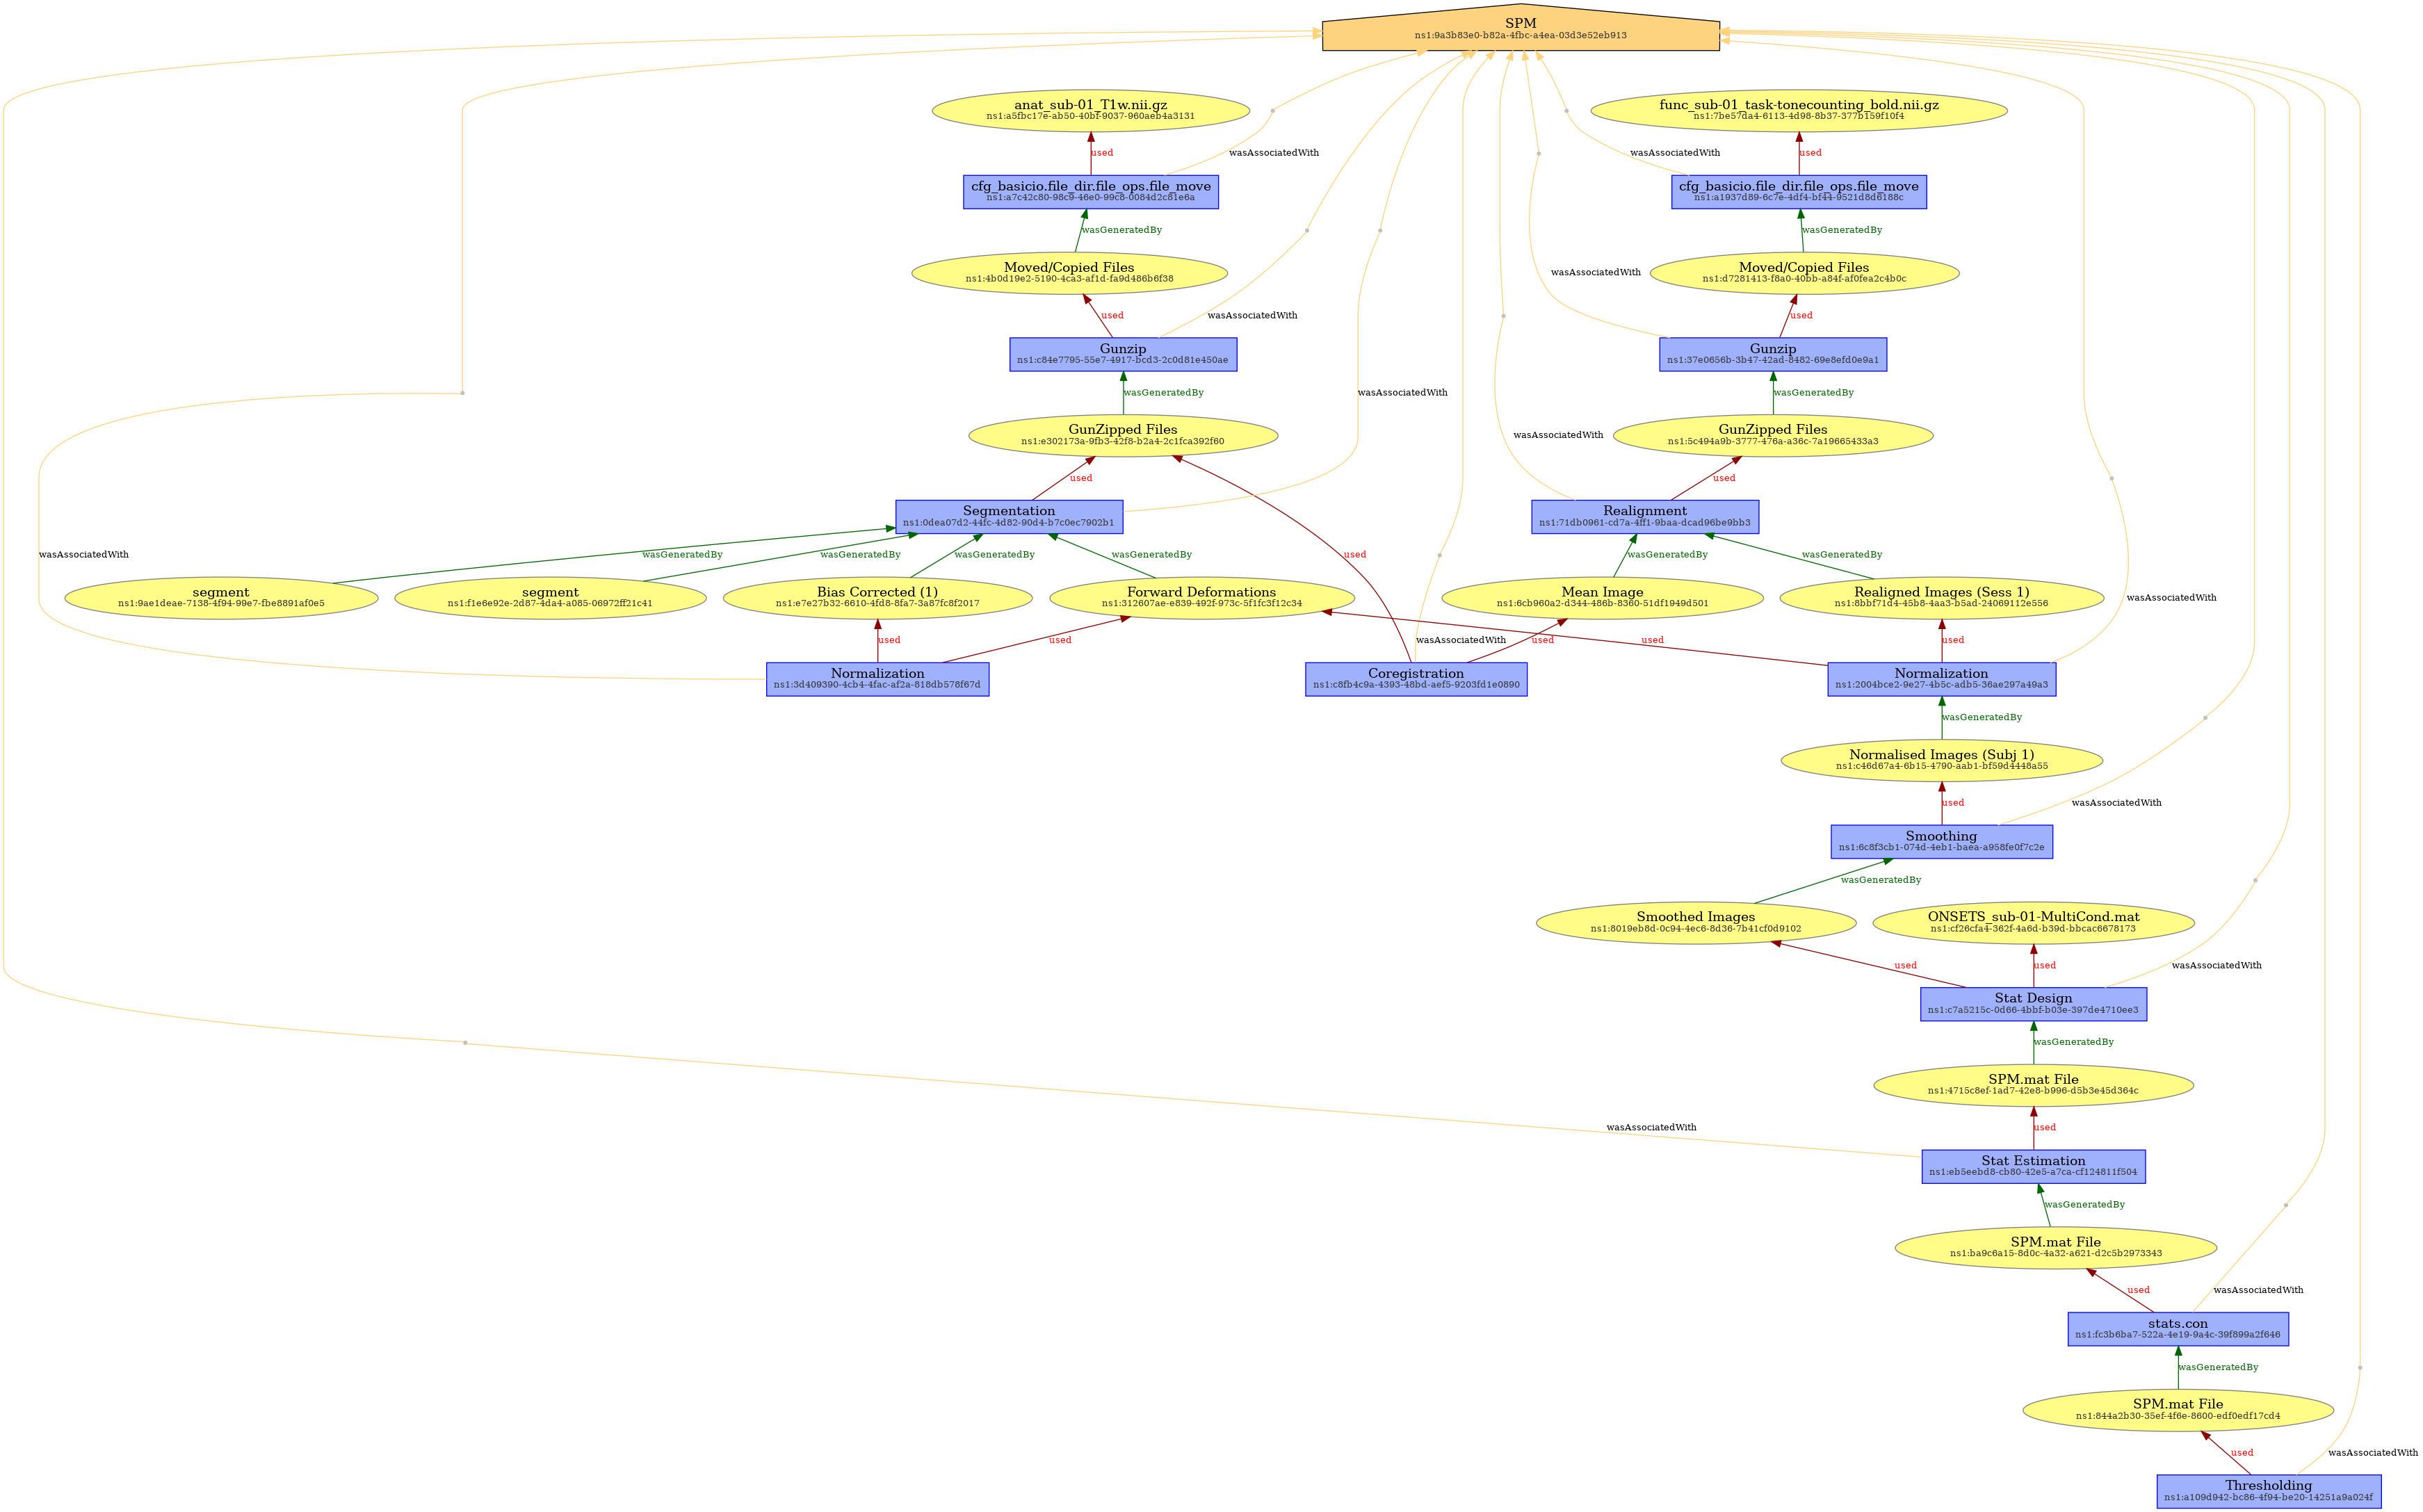 SPM
ns1:9a3b83e0-b82a-4fbc-a4ea-03d3e52eb913
anat_sub-01_T1w.nii.gz
ns1:a5fbc17e-ab50-40bf-9037-960aeb4a3131
func_sub-01_task-tonecounting_bold.nii.gz
ns1:7be57da4-6113-4d98-8b37-377b159f10f4
used
wasAssociatedWith
wasAssociatedWith
used
cfg_basicio.file_dir.file_ops.file_move
ns1:a7c42c80-98c9-46e0-99c8-0084d2c81e6a
cfg_basicio.file_dir.file_ops.file_move
ns1:a1937d89-6c7e-4df4-bf44-9521d8d6188c
wasGeneratedBy
wasGeneratedBy
Moved/Copied Files
ns1:4b0d19e2-5190-4ca3-af1d-fa9d486b6f38
Moved/Copied Files
ns1:d7281413-f8a0-40bb-a84f-af0fea2c4b0c
wasAssociatedWith
used
wasAssociatedWith
used
Gunzip
ns1:c84e7795-55e7-4917-bcd3-2c0d81e450ae
Gunzip
ns1:37e0656b-3b47-42ad-8482-69e8efd0e9a1
wasGeneratedBy
wasAssociatedWith
wasGeneratedBy
GunZipped Files
ns1:e302173a-9fb3-42f8-b2a4-2c1fca392f60
GunZipped Files
ns1:5c494a9b-3777-476a-a36c-7a19665433a3
wasAssociatedWith
used
used
Segmentation
ns1:0dea07d2-44fc-4d82-90d4-b7c0ec7902b1
Realignment
ns1:71db0961-cd7a-4ff1-9baa-dcad96be9bb3
wasAssociatedWith
wasGeneratedBy
wasGeneratedBy
wasGeneratedBy
wasGeneratedBy
used
wasGeneratedBy
wasGeneratedBy
segment
ns1:9ae1deae-7138-4f94-99e7-fbe8891af0e5
segment
ns1:f1e6e92e-2d87-4da4-a085-06972ff21c41
Bias Corrected (1)
ns1:e7e27b32-6610-4fd8-8fa7-3a87fc8f2017
Forward Deformations
ns1:312607ae-e839-492f-973c-5f1fc3f12c34
Mean Image
ns1:6cb960a2-d344-486b-8360-51df1949d501
Realigned Images (Sess 1)
ns1:8bbf71d4-45b8-4aa3-b5ad-24069112e556
wasAssociatedWith
used
used
wasAssociatedWith
used
used
used
Normalization
ns1:3d409390-4cb4-4fac-af2a-818db578f67d
Coregistration
ns1:c8fb4c9a-4393-48bd-aef5-9203fd1e0890
Normalization
ns1:2004bce2-9e27-4b5c-adb5-36ae297a49a3
wasGeneratedBy
Normalised Images (Subj 1)
ns1:c46d67a4-6b15-4790-aab1-bf59d4448a55
used
wasAssociatedWith
Smoothing
ns1:6c8f3cb1-074d-4eb1-baea-a958fe0f7c2e
wasGeneratedBy
Smoothed Images
ns1:8019eb8d-0c94-4ec6-8d36-7b41cf0d9102
ONSETS_sub-01-MultiCond.mat
ns1:cf26cfa4-362f-4a6d-b39d-bbcac6678173
used
used
wasAssociatedWith
Stat Design
ns1:c7a5215c-0d66-4bbf-b03e-397de4710ee3
wasGeneratedBy
SPM.mat File
ns1:4715c8ef-1ad7-42e8-b996-d5b3e45d364c
wasAssociatedWith
used
Stat Estimation
ns1:eb5eebd8-cb80-42e5-a7ca-cf124811f504
wasGeneratedBy
SPM.mat File
ns1:ba9c6a15-8d0c-4a32-a621-d2c5b2973343
used
wasAssociatedWith
stats.con
ns1:fc3b6ba7-522a-4e19-9a4c-39f899a2f646
wasGeneratedBy
SPM.mat File
ns1:844a2b30-35ef-4f6e-8600-edf0edf17cd4
used
wasAssociatedWith
Thresholding
ns1:a109d942-bc86-4f94-be20-14251a9a024f